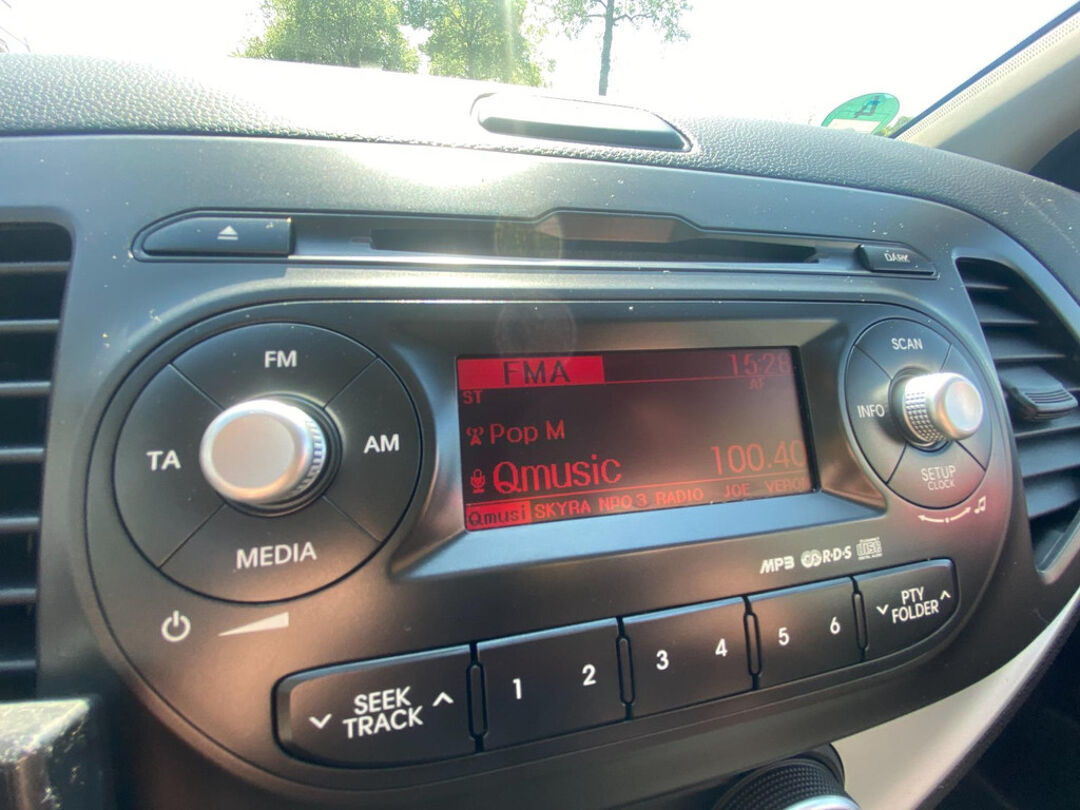 DARK
FM
TA
AM
MEDIA
FMA
15:28
ST
AF
Pop M
Qmusic
100.40
Qmusi SKYRA NPO 3 RADIO JOE VERO
SCAN
INFO
SETUP
CLOCK
MP3 R·D·S
SEEK
TRACK
1
2
3
4
5
6
PTY
FOLDER